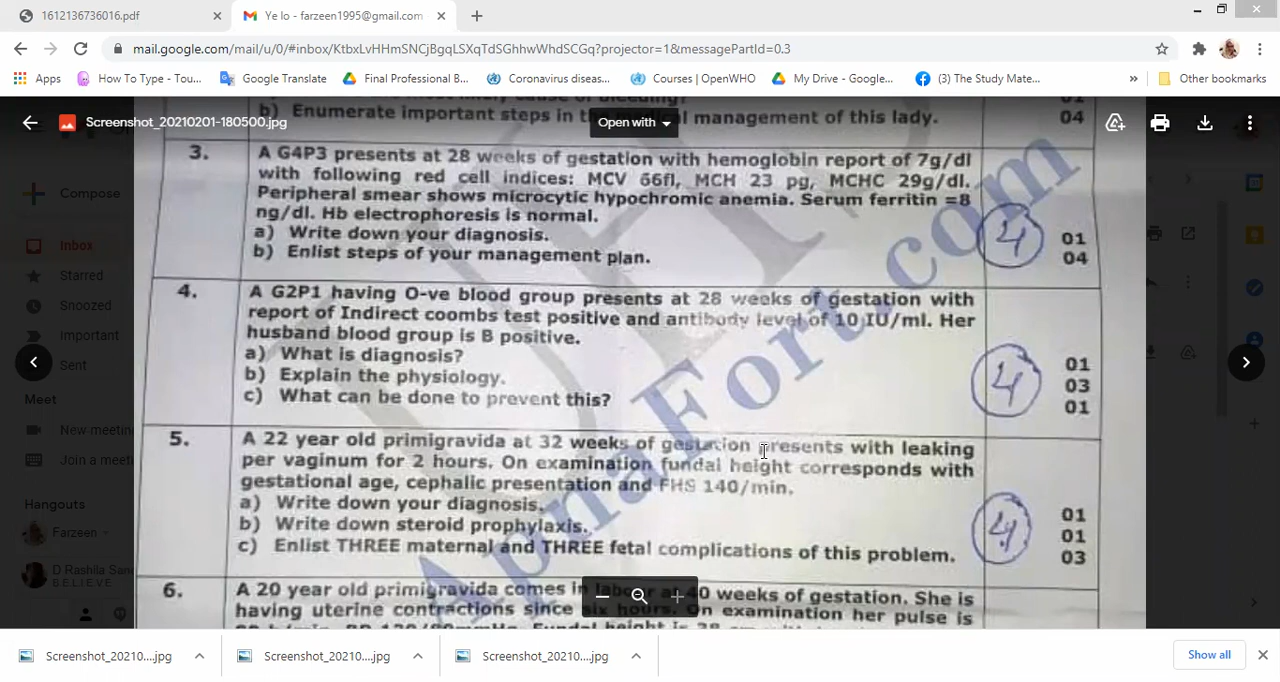 1612136736016.pdf
Ye lo - farzeen1995@gmail.com -
mail.google.com/mail/u/0/#inbox/KtbxLvHHmSNCjBgqLSXqTdSGhhwWhdSCGq?projector=1&messagePartId=0.3
Apps How To Type - Tou... Google Translate Final Professional B... Coronavirus diseas... Courses | OpenWHO My Drive - Google... (3) The Study Mate... » Other bookmarks
Screenshot_20210201-180500.jpg
Open with
b) Enumerate important steps in management of this lady. 04
3. A G4P3 presents at 28 weeks of gestation with hemoglobin report of 7g/dl
with following red cell indices: MCV 66fl, MCH 23 pg, MCHC 29g/dl.
Peripheral smear shows microcytic hypochromic anemia. Serum ferritin =8
ng/dl. Hb electrophoresis is normal.
a) Write down your diagnosis. 01
b) Enlist steps of your management plan. 04
4
4. A G2P1 having O-ve blood group presents at 28 weeks of gestation with
report of Indirect coombs test positive and antibody level of 10 IU/ml. Her
husband blood group is B positive.
a) What is diagnosis? 01
b) Explain the physiology. 03
c) What can be done to prevent this? 01
4
5. A 22 year old primigravida at 32 weeks of gestation presents with leaking
per vaginum for 2 hours. On examination fundal height corresponds with
gestational age, cephalic presentation and FHS 140/min.
a) Write down your diagnosis. 01
b) Write down steroid prophylaxis. 01
c) Enlist THREE maternal and THREE fetal complications of this problem. 03
4
6. A 20 year old primigravida comes in labour at 40 weeks of gestation. She is
having uterine contractions since six hours. On examination her pulse is
ApnaFort.com
Compose
Inbox
Starred
Snoozed
Important
Sent
Meet
New meetin
Join a meetin
Hangouts
Farzeen
D Rashila San
B.E.L.I.E.V.E
Screenshot_20210....jpg
Screenshot_20210....jpg
Screenshot_20210....jpg
Show all